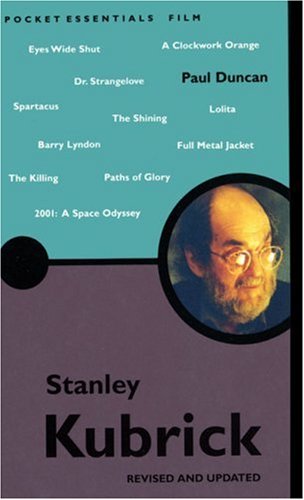 POCKET ESSENTIALS FILM
Eyes Wide Shut
A Clockwork Orange
Dr. Strangelove
Paul Duncan
Spartacus
Lolita
The Shining
Barry Lyndon
Full Metal Jacket
The Killing
Paths of Glory
2001: A Space Odyssey
Stanley
Kubrick
REVISED AND UPDATED